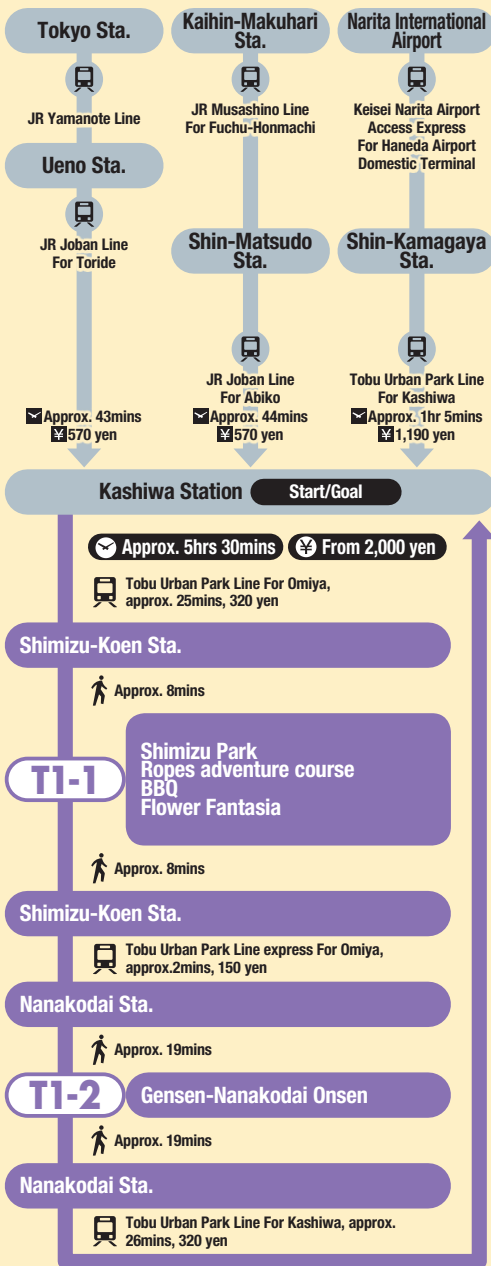 Tokyo Sta.
JR Yamanote Line
Ueno Sta.
JR Joban Line
For Toride
Approx. 43mins
¥570 yen
Kaihin-Makuhari
Sta.
JR Musashino Line
For Fuchu-Honmachi
Shin-Matsudo
Sta.
JR Joban Line
For Abiko
Approx. 44mins
¥570 yen
Narita International
Airport
Keisei Narita Airport
Access Express
For Haneda Airport
Domestic Terminal
Shin-Kamagaya
Sta.
Tobu Urban Park Line
For Kashiwa
Approx. 1hr 5mins
¥1,190 yen
Kashiwa Station Start/Goal
Approx. 5hrs 30mins ¥ From 2,000 yen
Tobu Urban Park Line For Omiya,
approx. 25mins, 320 yen
Shimizu-Koen Sta.
Approx. 8mins
T1-1
Shimizu Park
Ropes adventure course
BBQ
Flower Fantasia
Approx. 8mins
Shimizu-Koen Sta.
Tobu Urban Park Line express For Omiya,
approx.2mins, 150 yen
Nanakodai Sta.
Approx. 19mins
T1-2 Gensen-Nanakodai Onsen
Approx. 19mins
Nanakodai Sta.
Tobu Urban Park Line For Kashiwa, approx.
26mins, 320 yen